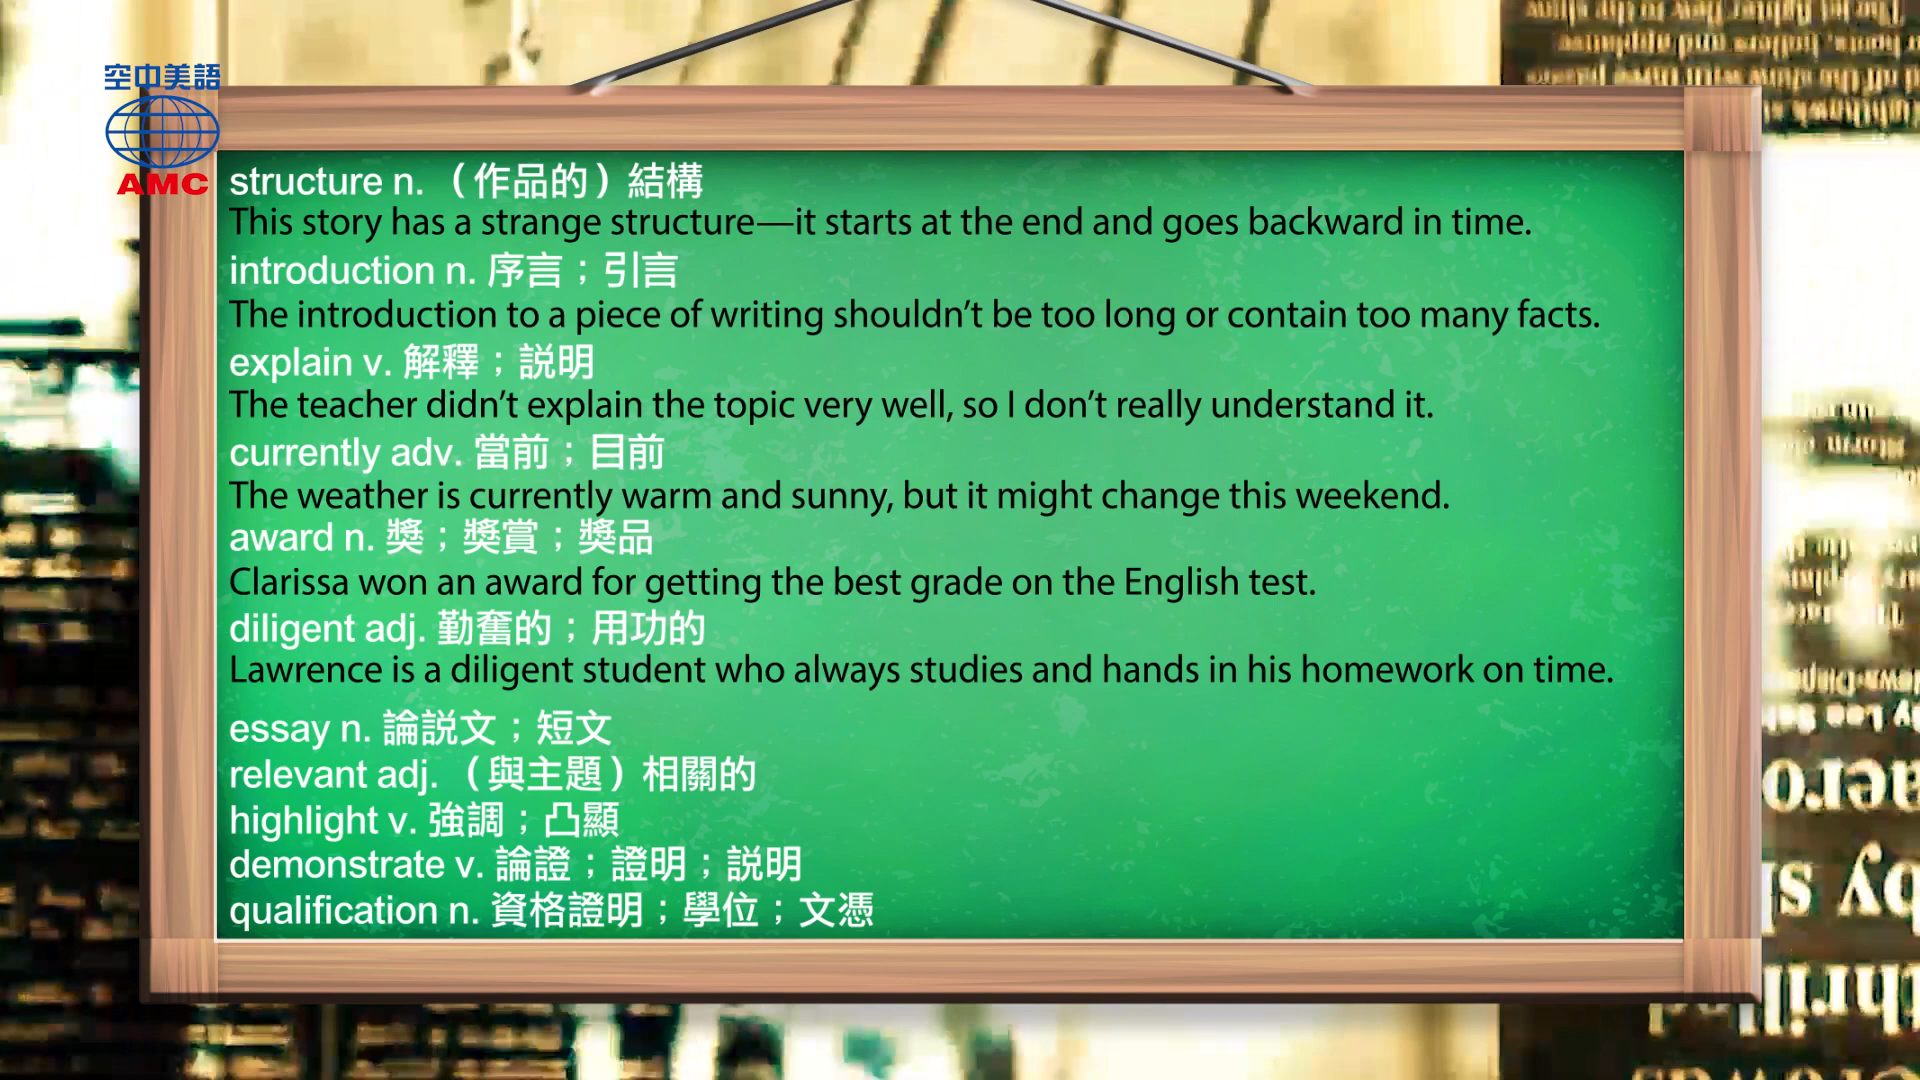 空中美語
AMC
structure n.（作品的）結構
This story has a strange structure—it starts at the end and goes backward in time.
introduction n. 序言；引言
The introduction to a piece of writing shouldn’t be too long or contain too many facts.
explain v. 解釋；說明
The teacher didn’t explain the topic very well, so I don’t really understand it.
currently adv. 當前；目前
The weather is currently warm and sunny, but it might change this weekend.
award n. 獎；獎賞；獎品
Clarissa won an award for getting the best grade on the English test.
diligent adj. 勤奮的；用功的
Lawrence is a diligent student who always studies and hands in his homework on time.
essay n. 論說文；短文
relevant adj.（與主題）相關的
highlight v. 強調；凸顯
demonstrate v. 論證；證明；說明
qualification n. 資格證明；學位；文憑